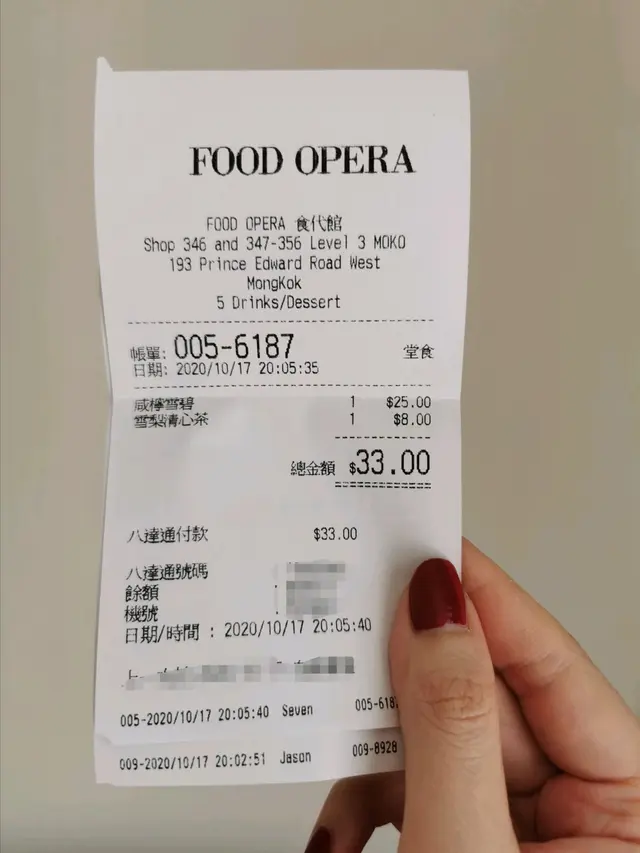 FOOD OPERA
FOOD OPERA 食代館
Shop 346 and 347-356 Level 3 MOKO
193 Prince Edward Road West
MongKok
5 Drinks/Dessert
帳單: 005-6187 堂食
日期: 2020/10/17 20:05:35
咸檸雪碧 1 $25.00
雪梨清心茶 1 $8.00
總金額 $33.00
八達通付款 $33.00
八達通號碼 :
餘額 :
機號 :
日期/時間 : 2020/10/17 20:05:40
005-2020/10/17 20:05:40 Seven 005-618
009-2020/10/17 20:02:51 Jason 009-8928